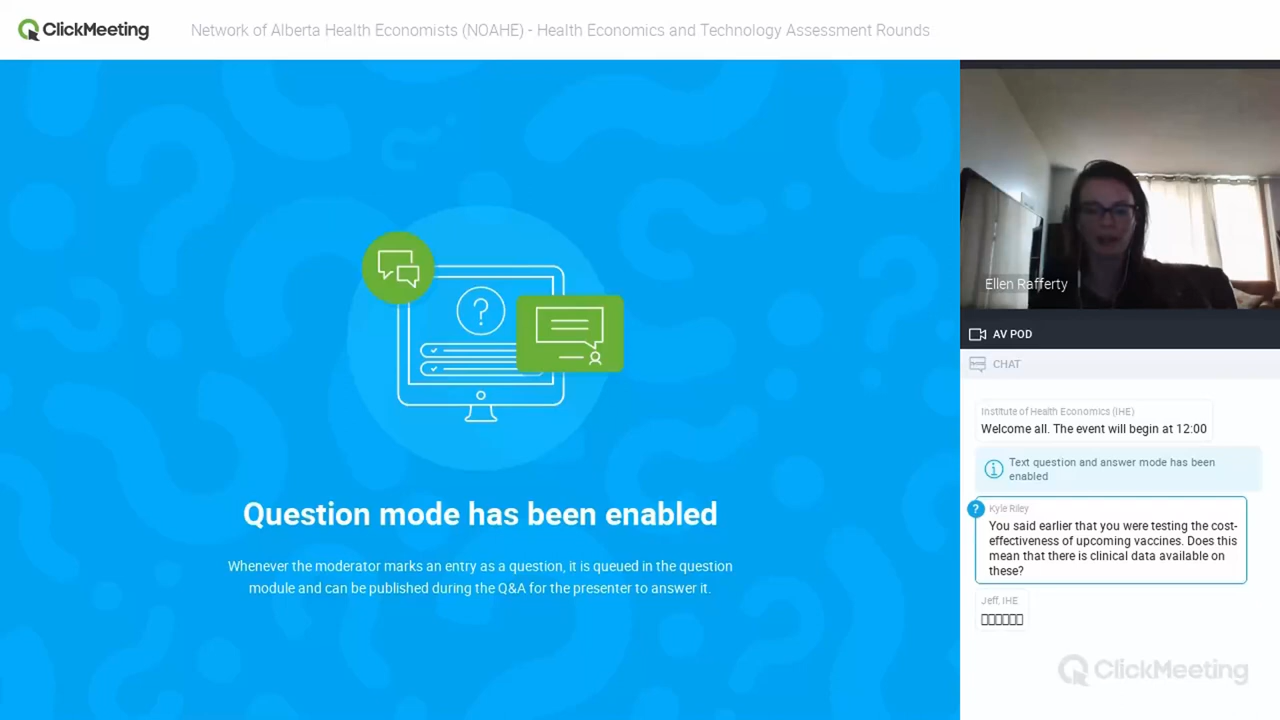 ClickMeeting
Network of Alberta Health Economists (NOAHE) - Health Economics and Technology Assessment Rounds
Question mode has been enabled
Whenever the moderator marks an entry as a question, it is queued in the question
module and can be published during the Q&A for the presenter to answer it.
Ellen Rafferty
AV POD
CHAT
Institute of Health Economics (IHE)
Welcome all. The event will begin at 12:00
Text question and answer mode has been
enabled
Kyle Riley
You said earlier that you were testing the cost-
effectiveness of upcoming vaccines. Does this
mean that there is clinical data available on
these?
Jeff, IHE
ClickMeeting